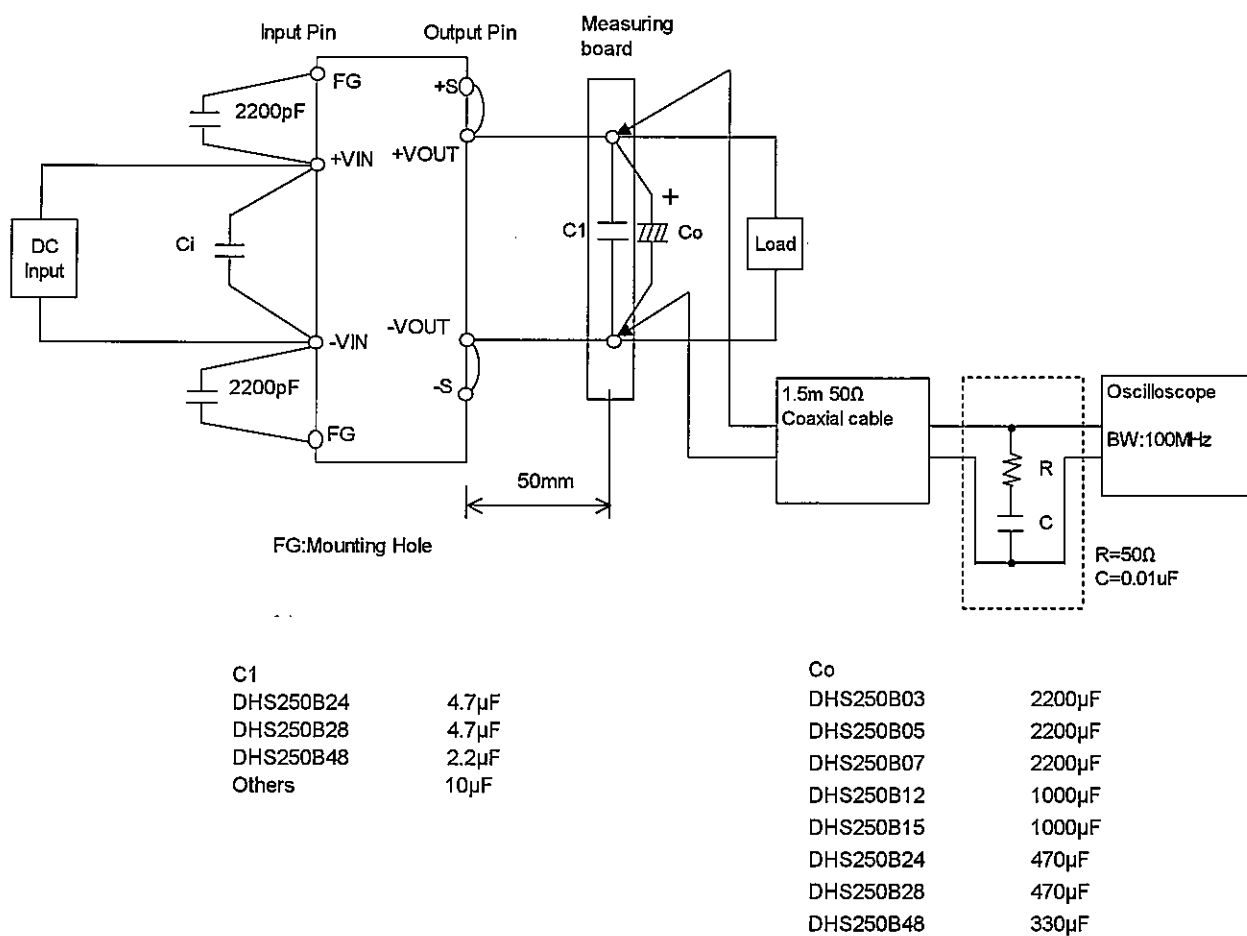 Input Pin
Output Pin
Measuring
board
FG
+S
2200pF
+VIN
+VOUT
+
DC
Input
Ci
C1
Co
Load
-VOUT
-VIN
2200pF
-S
FG
1.5m 50Ω
Coaxial cable
Oscilloscope
BW:100MHz
R
C
50mm
R=50Ω
C=0.01uF
FG:Mounting Hole
C1
DHS250B24 4.7μF
DHS250B28 4.7μF
DHS250B48 2.2μF
Others 10μF
Co
DHS250B03 2200μF
DHS250B05 2200μF
DHS250B07 2200μF
DHS250B12 1000μF
DHS250B15 1000μF
DHS250B24 470μF
DHS250B28 470μF
DHS250B48 330μF